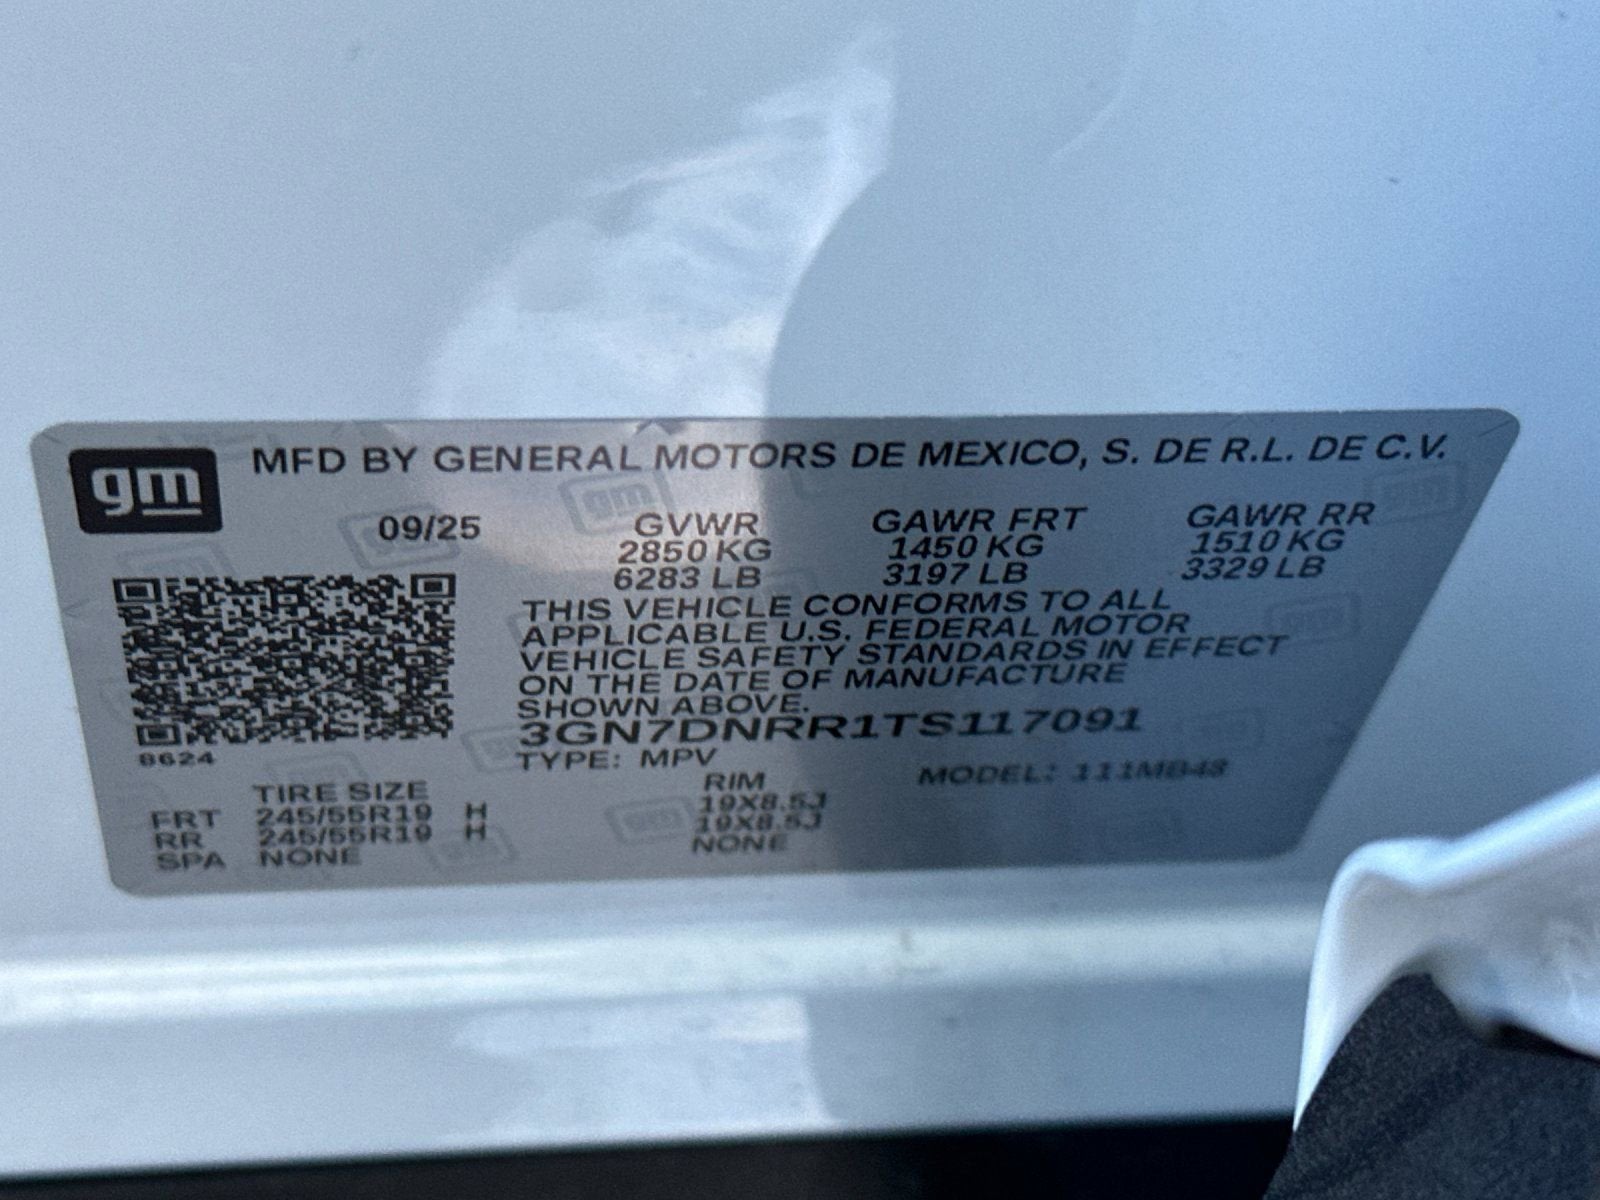 gm
MFD BY GENERAL MOTORS DE MEXICO, S. DE R.L. DE C.V.
09/25 GVWR GAWR FRT GAWR RR
2850 KG 1450 KG 1510 KG
6283 LB 3197 LB 3329 LB
THIS VEHICLE CONFORMS TO ALL
APPLICABLE U.S. FEDERAL MOTOR
VEHICLE SAFETY STANDARDS IN EFFECT
ON THE DATE OF MANUFACTURE
SHOWN ABOVE.
3GN7DNRR1TS117091
8624
TYPE: MPV MODEL: 111MB48
TIRE SIZE RIM
FRT 245/55R19 H 19X8.5J
RR 245/55R19 H 19X8.5J
SPA NONE NONE